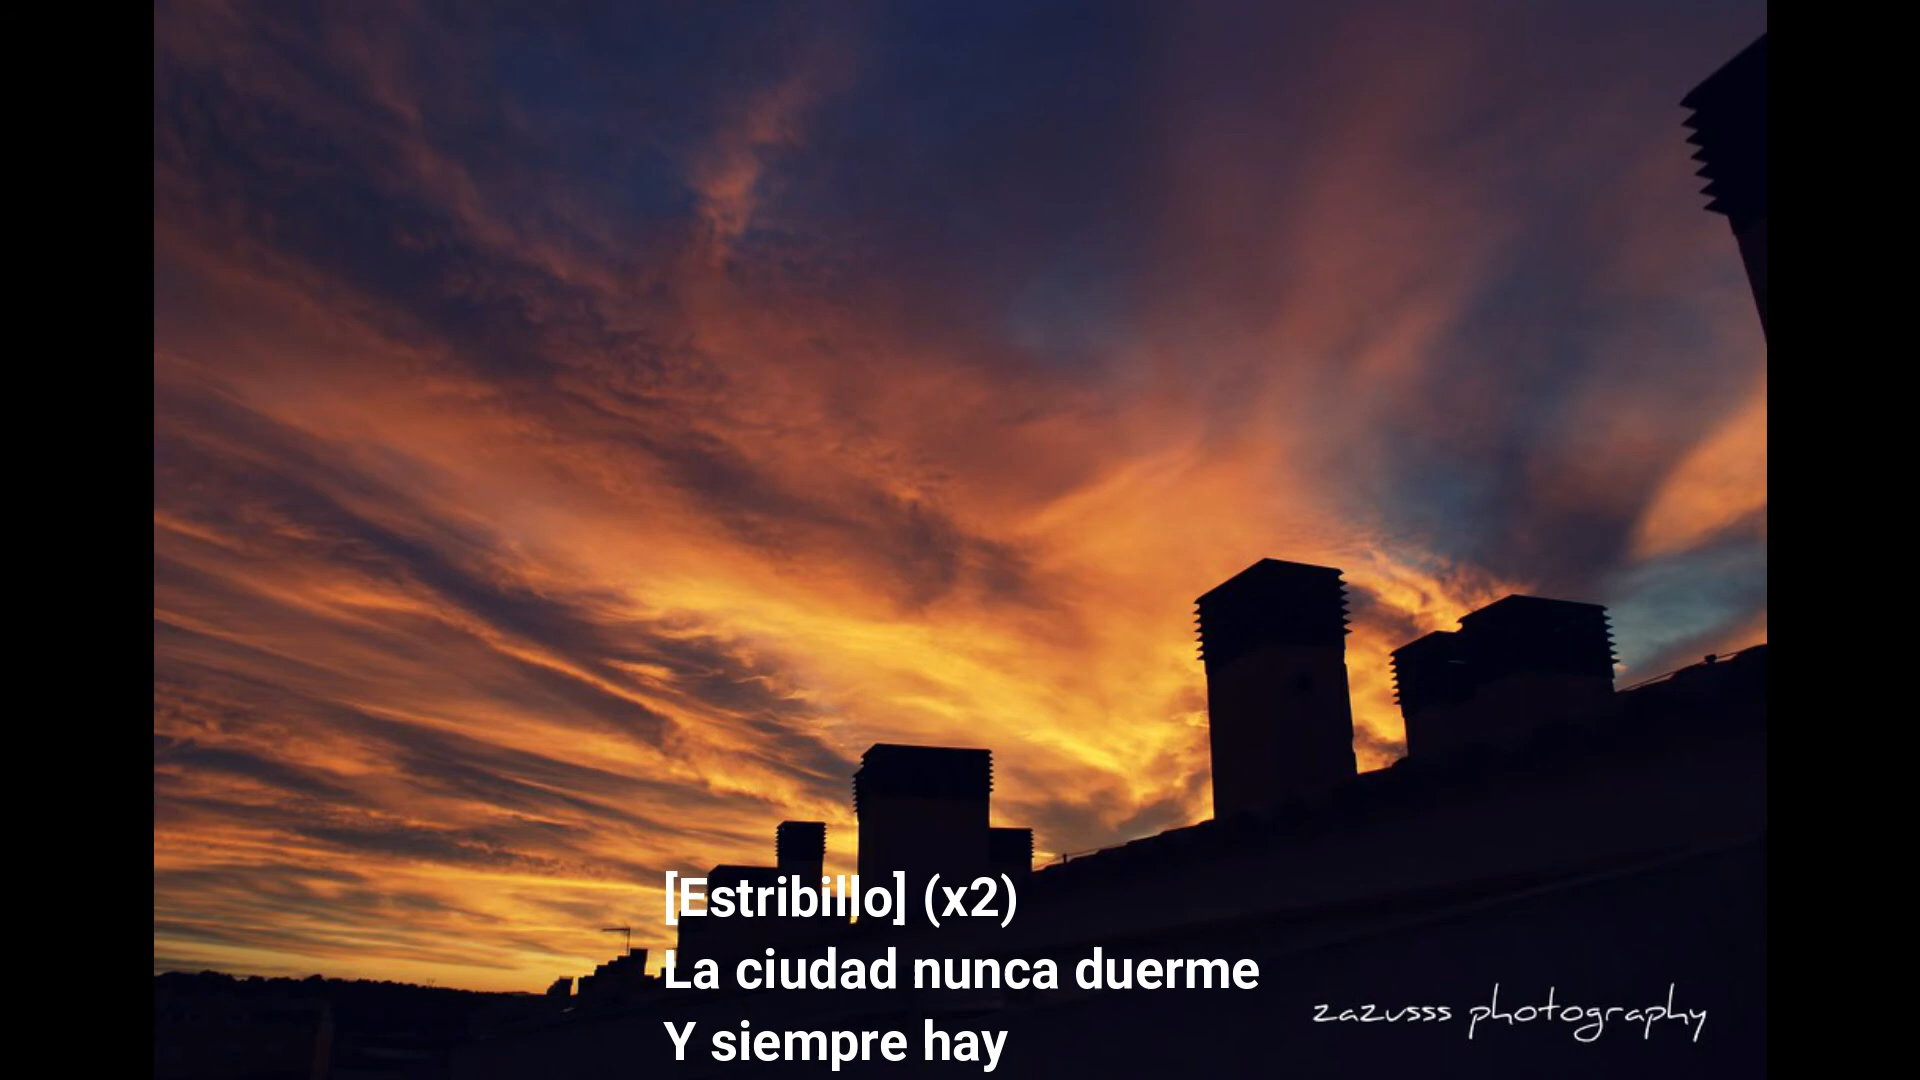 [Estribillo] (x2)
La ciudad nunca duerme
Y siempre hay
zazusss photography